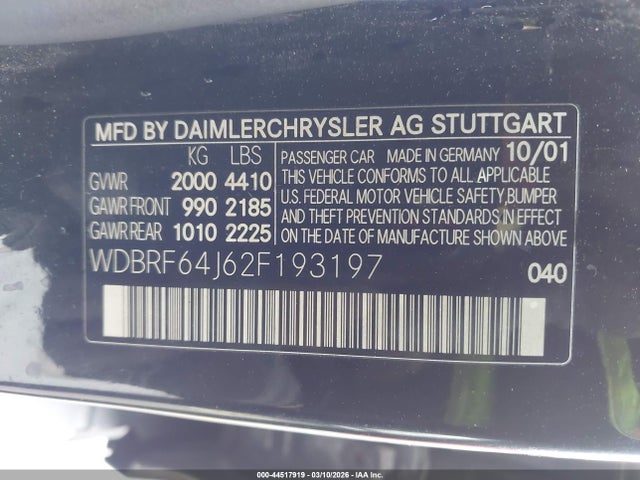 MFD BY DAIMLERCHRYSLER AG STUTTGART
KG LBS
GVWR 2000 4410
GAWR FRONT 990 2185
GAWR REAR 1010 2225
PASSENGER CAR MADE IN GERMANY 10/01
THIS VEHICLE CONFORMS TO ALL APPLICABLE
U.S. FEDERAL MOTOR VEHICLE SAFETY,BUMPER
AND THEFT PREVENTION STANDARDS IN EFFECT
ON THE DATE OF MANUFACTURE SHOWN ABOVE.
WDBRF64J62F193197
040
000-44517919 - 03/10/2026 - IAAI.COM